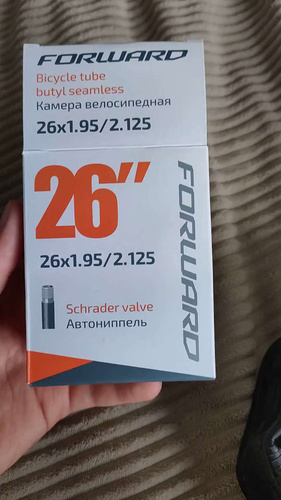 FORWARD
Bicycle tube
butyl seamless
Камера велосипедная
26x1.95/2.125
26"
26x1.95/2.125
FORWARD
Schrader valve
Автониппель